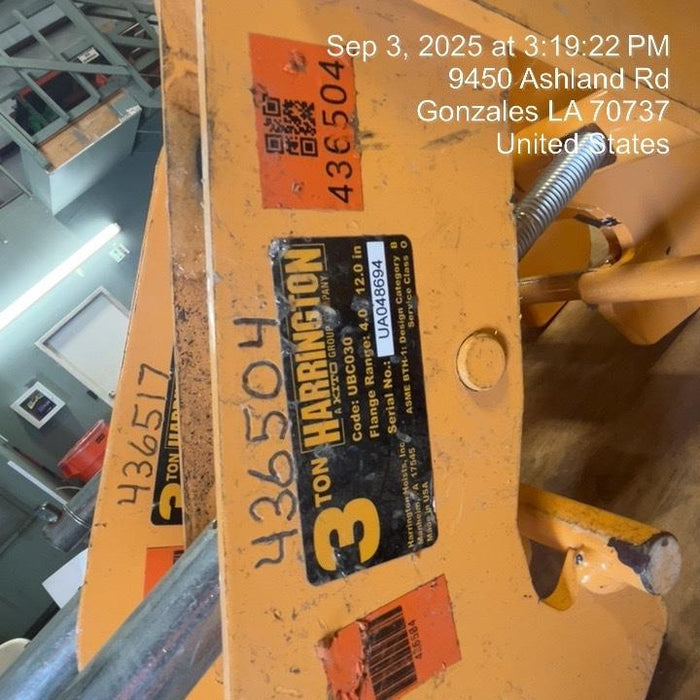 Sep 3, 2025 at 3:19:22 PM
9450 Ashland Rd
Gonzales LA 70737
United States
436504
436504
3 TON
HARRINGTON
A KITO GROUP COMPANY
Code: UBC030
Flange Range: 4.0 - 12.0 in
Serial No.: UA048694
ASME BTH-1: Design Category B
Service Class O
Harrington Hoists, Inc.
Manheim, PA 17545
Made in USA
436504
436517
3 TON